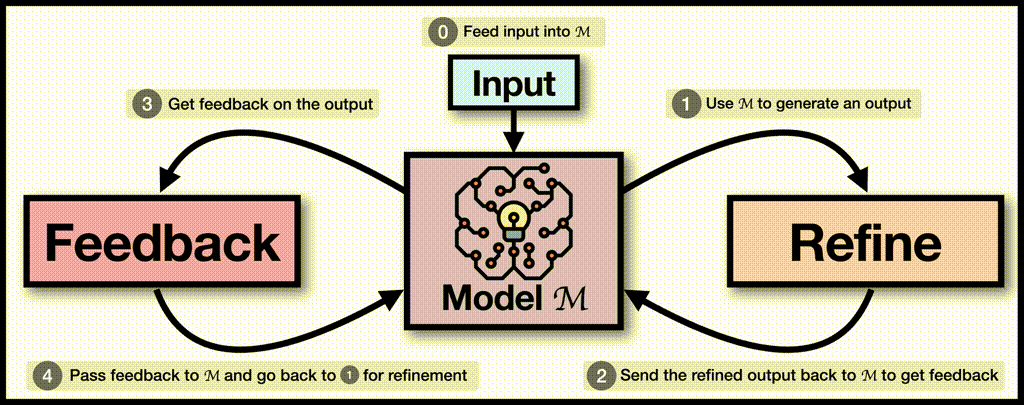 0 Feed input into ℳ
Input
3 Get feedback on the output
1 Use ℳ to generate an output
Feedback
Model ℳ
Refine
4 Pass feedback to ℳ and go back to 1 for refinement
2 Send the refined output back to ℳ to get feedback